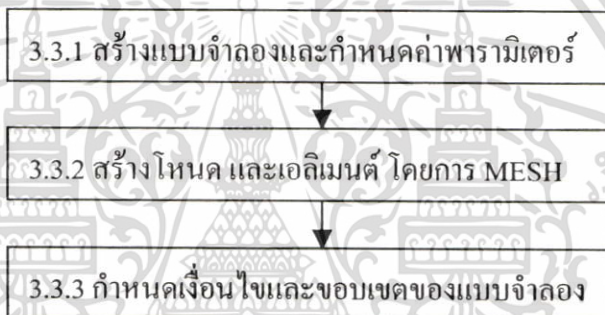 3.3.1 สร้างแบบจำลองและกำหนดค่าพารามิเตอร์
3.3.2 สร้างโหนด และเอลิเมนต์ โดยการ MESH
3.3.3 กำหนดเงื่อนไขและขอบเขตของแบบจำลอง